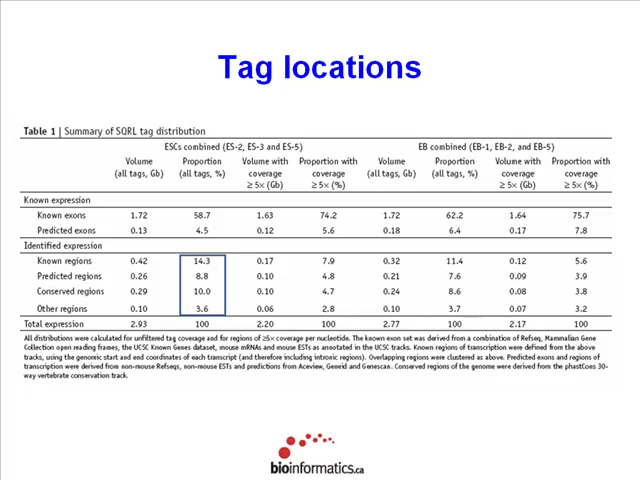 Tag locations
Table 1 | Summary of SQRL tag distribution
ESCs combined (ES-2, ES-3 and ES-5) EB combined (EB-1, EB-2, and EB-5)
Volume Proportion Volume with Proportion with Volume Proportion Volume with Proportion with
(all tags, Gb) (all tags, %) coverage coverage (all tags, Gb) (all tags, %) coverage coverage
≥ 5× (Gb) ≥ 5× (%) ≥ 5× (Gb) ≥ 5× (%)
Known expression
Known exons 1.72 58.7 1.63 74.2 1.72 62.2 1.64 75.7
Predicted exons 0.13 4.5 0.12 5.6 0.18 6.4 0.17 7.8
Identified expression
Known regions 0.42 14.3 0.17 7.9 0.32 11.4 0.12 5.6
Predicted regions 0.26 8.8 0.10 4.8 0.21 7.6 0.09 3.9
Conserved regions 0.29 10.0 0.10 4.7 0.24 8.6 0.08 3.8
Other regions 0.10 3.6 0.06 2.8 0.10 3.7 0.07 3.2
Total expression 2.93 100 2.20 100 2.77 100 2.17 100
All distributions were calculated for unfiltered tag coverage and for regions of ≥5× coverage per nucleotide. The known exon set was derived from a combination of Refseq, Mammalian Gene
Collection open reading frames, the UCSC Known Genes dataset, mouse mRNAs and mouse ESTs as annotated in the UCSC tracks. Known regions of transcription were defined from the above
tracks, using the genomic start and end coordinates of each transcript (and therefore including intronic regions). Overlapping regions were clustered as above. Predicted exons and regions of
transcription were derived from non-mouse Refseqs, non-mouse ESTs and predictions from Aceview, Geneid and Genescan. Conserved regions of the genome were derived from the phastCons 30-
way vertebrate conservation track.
bioinformatics.ca